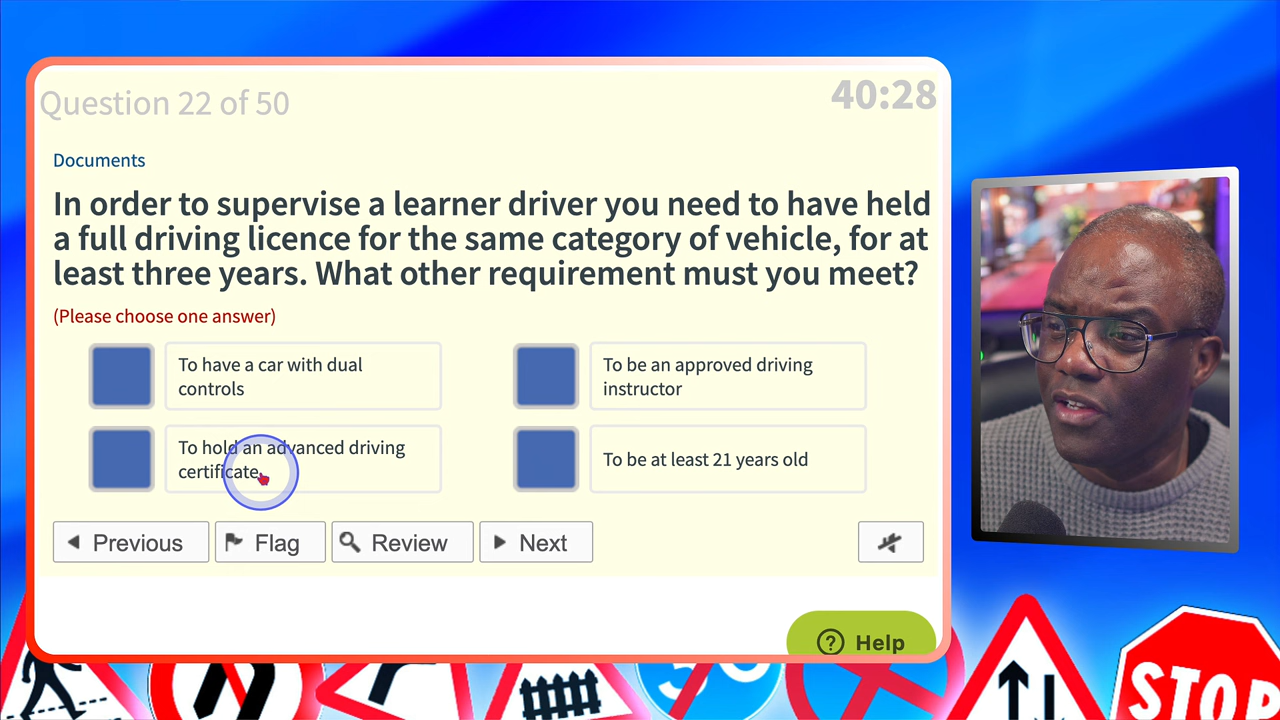 Question 22 of 50
40:28
Documents
In order to supervise a learner driver you need to have held
a full driving licence for the same category of vehicle, for at
least three years. What other requirement must you meet?
(Please choose one answer)
To have a car with dual
controls
To be an approved driving
instructor
To hold an advanced driving
certificate
To be at least 21 years old
Previous
Flag
Review
Next
Help
STOP